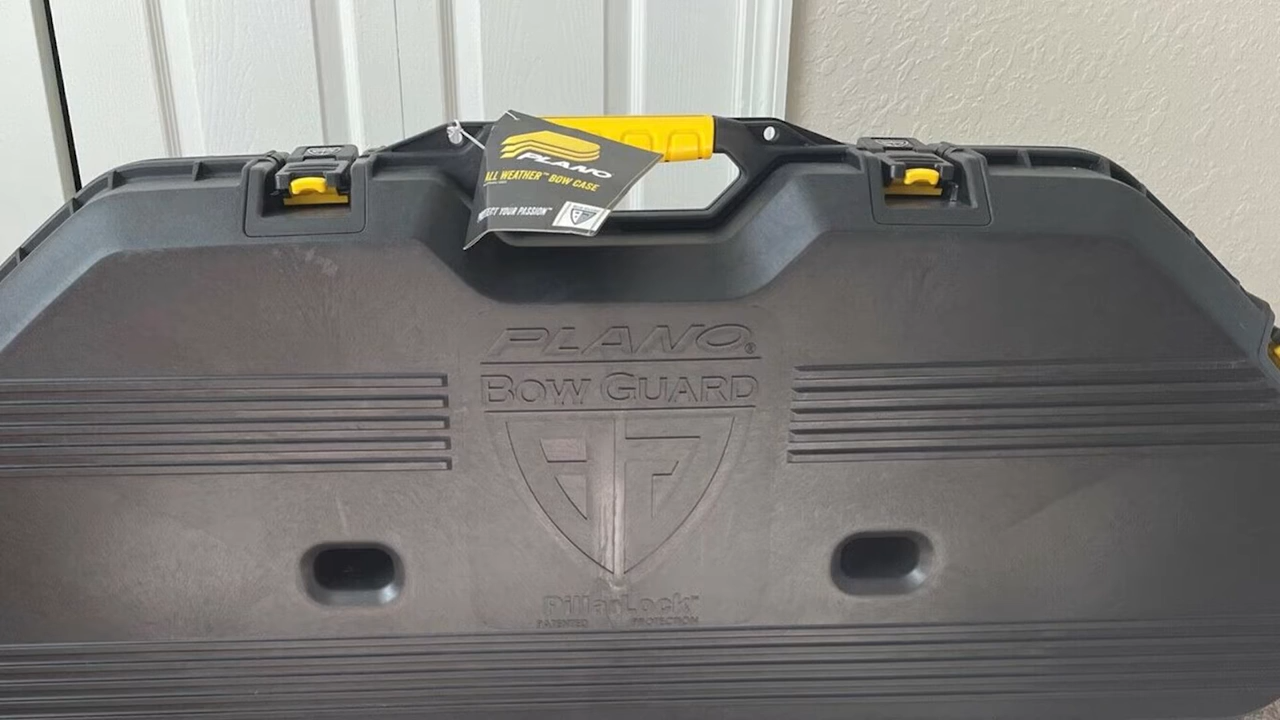 PLANO
ALL WEATHER™ BOW CASE
PROTECT YOUR PASSION™
PLANO®
BOW GUARD
PillarLock™
PATENTED PROTECTION